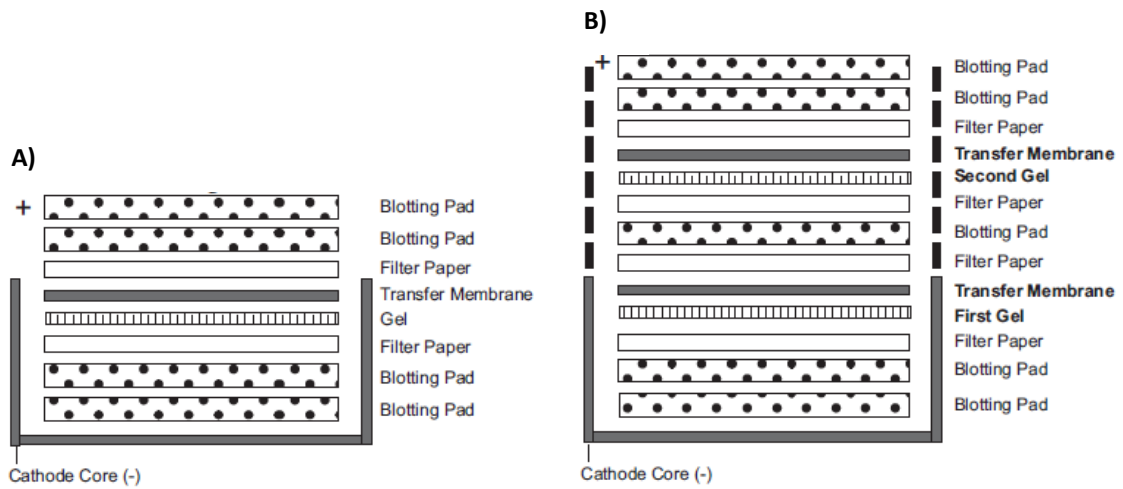 A)
+
Blotting Pad
Blotting Pad
Filter Paper
Transfer Membrane
Gel
Filter Paper
Blotting Pad
Blotting Pad
Cathode Core (-)
B)
+
Blotting Pad
Blotting Pad
Filter Paper
Transfer Membrane
Second Gel
Filter Paper
Blotting Pad
Filter Paper
Transfer Membrane
First Gel
Filter Paper
Blotting Pad
Blotting Pad
Cathode Core (-)